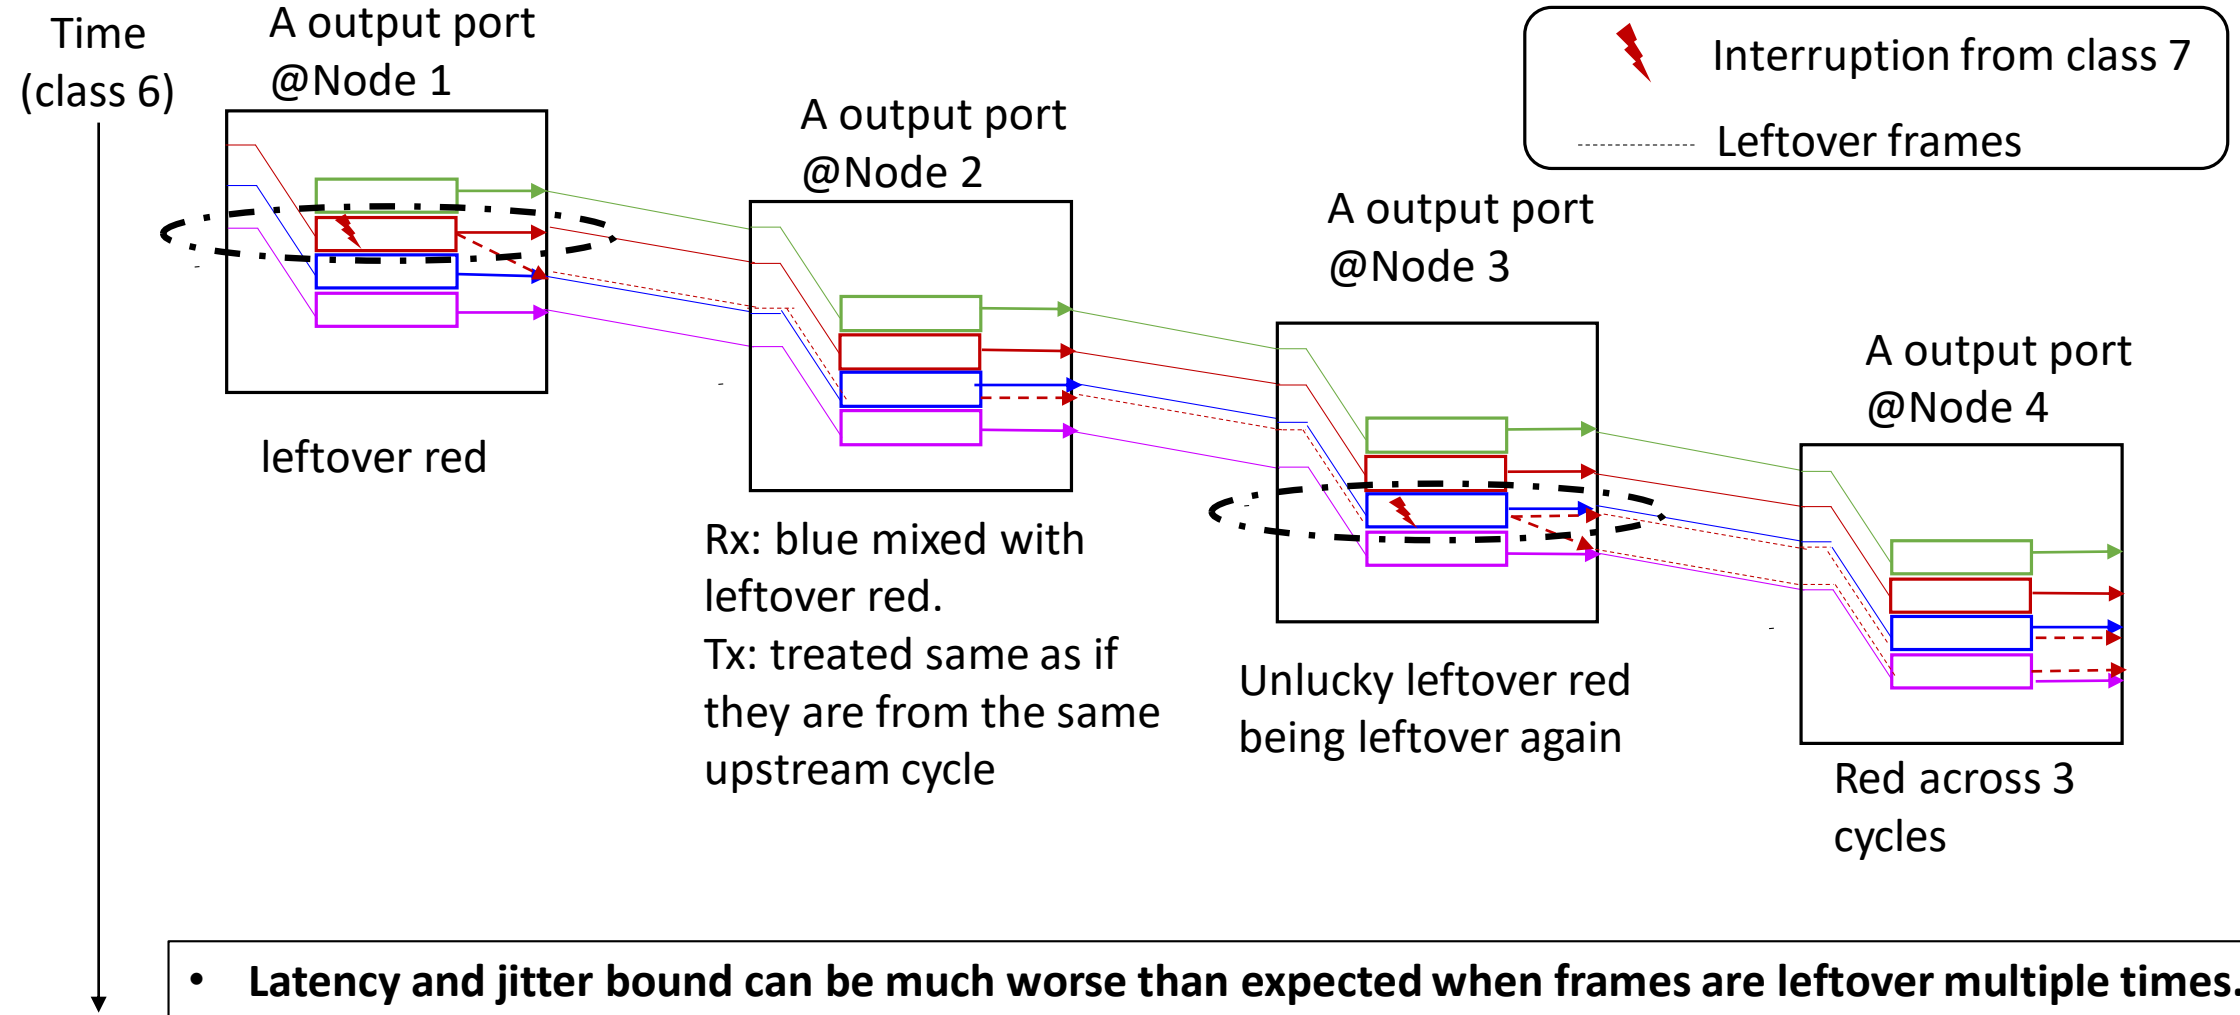 Time
(class 6)
A output port
@Node 1
A output port
@Node 2
A output port
@Node 3
A output port
@Node 4
Interruption from class 7
Leftover frames
leftover red
Rx: blue mixed with
leftover red.
Tx: treated same as if
they are from the same
upstream cycle
Unlucky leftover red
being leftover again
Red across 3
cycles
• Latency and jitter bound can be much worse than expected when frames are leftover multiple times.